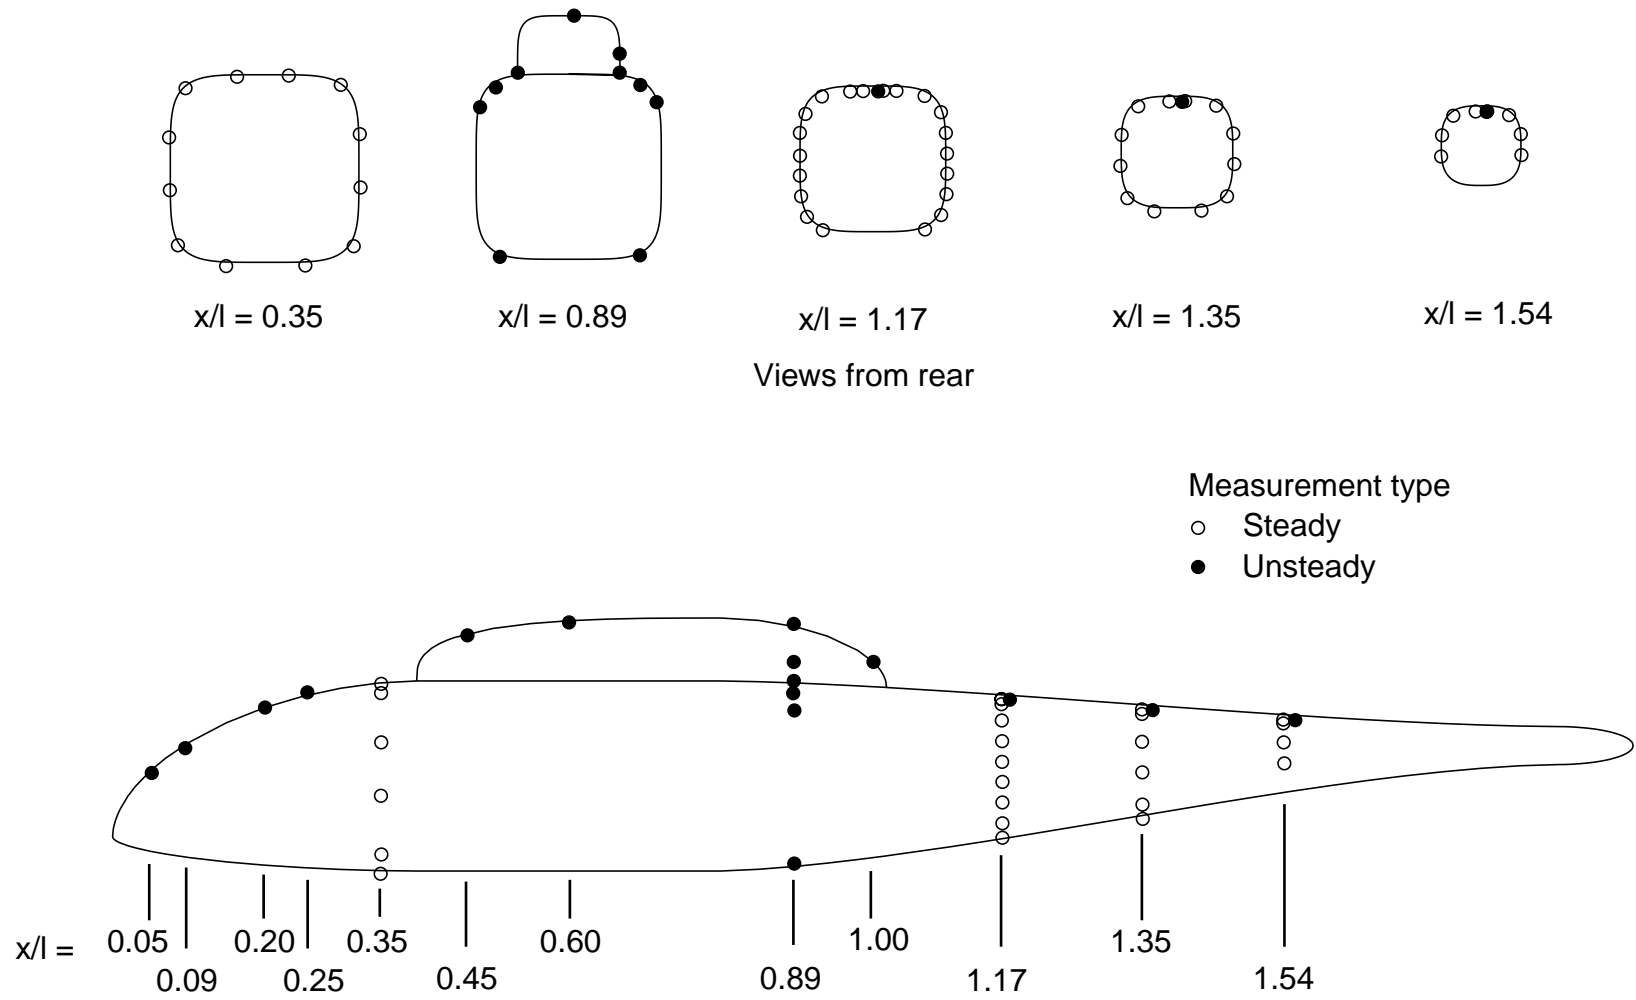 x/l = 0.35
x/l = 0.89
x/l = 1.17
x/l = 1.35
x/l = 1.54
Views from rear
Measurement type
Steady
Unsteady
x/l =
0.05
0.09
0.20
0.25
0.35
0.45
0.60
0.89
1.00
1.17
1.35
1.54